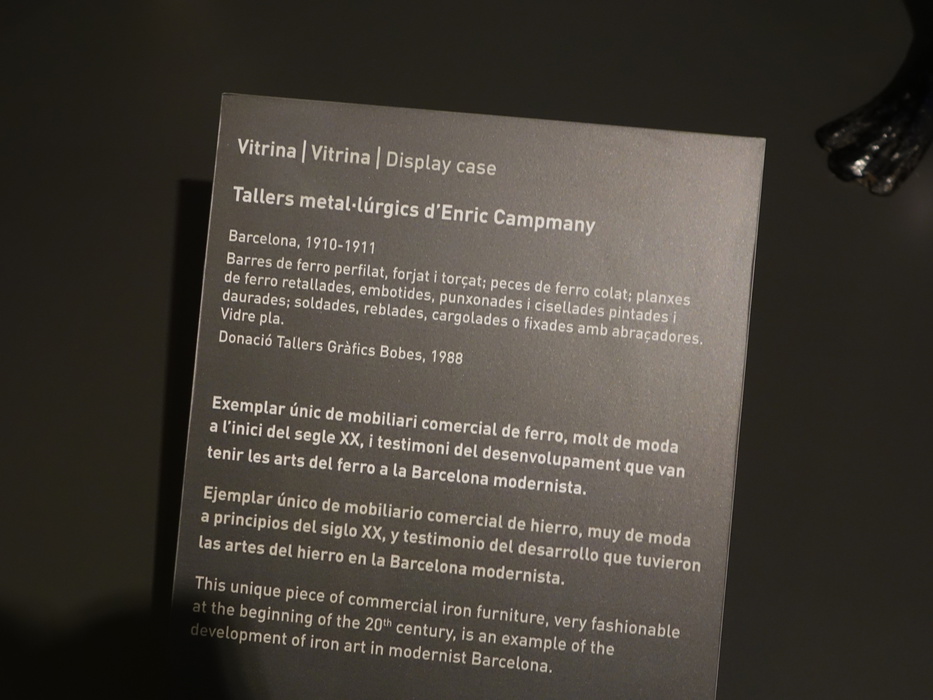 Vitrina | Vitrina | Display case
Tallers metal·lúrgics d'Enric Campmany
Barcelona, 1910-1911
Barres de ferro perfilat, forjat i torçat; peces de ferro colat; planxes
de ferro retallades, embotides, punxonades i cisellades pintades i
daurades; soldades, reblades, cargolades o fixades amb abraçadores.
Vidre pla.
Donació Tallers Gràfics Bobes, 1988
Exemplar únic de mobiliari comercial de ferro, molt de moda
a l'inici del segle XX, i testimoni del desenvolupament que van
tenir les arts del ferro a la Barcelona modernista.
Ejemplar único de mobiliario comercial de hierro, muy de moda
a principios del siglo XX, y testimonio del desarrollo que tuvieron
las artes del hierro en la Barcelona modernista.
This unique piece of commercial iron furniture, very fashionable
at the beginning of the 20th century, is an example of the
development of iron art in modernist Barcelona.